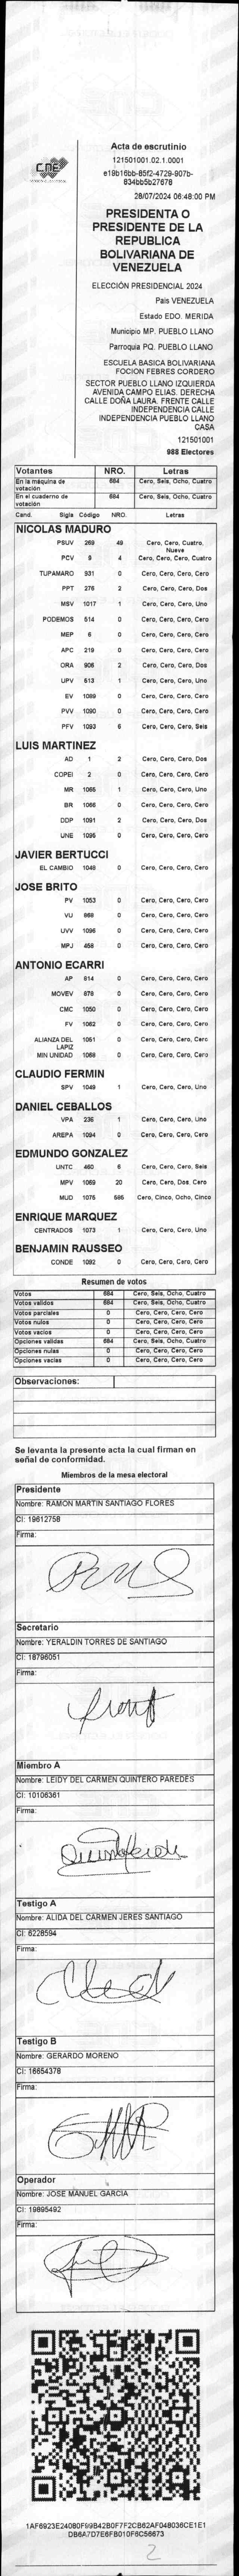 CNE
Acta de escrutinio
121501001.02.1.0001
e19b16bb-85f2-4729-907b-
834bb5b27678
28/07/2024 06:48:00 PM
PRESIDENTA O
PRESIDENTE DE LA
REPUBLICA
BOLIVARIANA DE
VENEZUELA
ELECCIÓN PRESIDENCIAL 2024
Pais VENEZUELA
Estado EDO. MERIDA
Municipio MP. PUEBLO LLANO
Parroquia PQ. PUEBLO LLANO
ESCUELA BASICA BOLIVARIANA
FOCION FEBRES CORDERO
SECTOR PUEBLO LLANO IZQUIERDA
AVENIDA CAMPO ELIAS. DERECHA
CALLE DOÑA LAURA. FRENTE CALLE
INDEPENDENCIA CALLE
INDEPENDENCIA PUEBLO LLANO
CASA
121501001
988 Electores
Votantes NRO. Letras
En la máquina de votación 684 Cero, Seis, Ocho, Cuatro
En el cuaderno de votación 684 Cero, Seis, Ocho, Cuatro
Cand. Sigla Código NRO. Letras
NICOLAS MADURO
PSUV 269 49 Cero, Cero, Cuatro, Nueve
PCV 9 4 Cero, Cero, Cero, Cuatro
TUPAMARO 931 0 Cero, Cero, Cero, Cero
PPT 276 2 Cero, Cero, Cero, Dos
MSV 1017 1 Cero, Cero, Cero, Uno
PODEMOS 514 0 Cero, Cero, Cero, Cero
MEP 6 0 Cero, Cero, Cero, Cero
APC 219 0 Cero, Cero, Cero, Cero
ORA 906 2 Cero, Cero, Cero, Dos
UPV 513 1 Cero, Cero, Cero, Uno
EV 1089 0 Cero, Cero, Cero, Cero
PVV 1090 0 Cero, Cero, Cero, Cero
PFV 1093 6 Cero, Cero, Cero, Seis
LUIS MARTINEZ
AD 1 2 Cero, Cero, Cero, Dos
COPEI 2 0 Cero, Cero, Cero, Cero
MR 1065 1 Cero, Cero, Cero, Uno
BR 1066 0 Cero, Cero, Cero, Cero
DDP 1091 2 Cero, Cero, Cero, Dos
UNE 1095 0 Cero, Cero, Cero, Cero
JAVIER BERTUCCI
EL CAMBIO 1048 0 Cero, Cero, Cero, Cero
JOSE BRITO
PV 1053 0 Cero, Cero, Cero, Cero
VU 868 0 Cero, Cero, Cero, Cero
UVV 1096 0 Cero, Cero, Cero, Cero
MPJ 458 0 Cero, Cero, Cero, Cero
ANTONIO ECARRI
AP 814 0 Cero, Cero, Cero, Cero
MOVEV 878 0 Cero, Cero, Cero, Cero
CMC 1050 0 Cero, Cero, Cero, Cero
FV 1062 0 Cero, Cero, Cero, Cero
ALIANZA DEL LAPIZ 1051 0 Cero, Cero, Cero, Cero
MIN UNIDAD 1068 0 Cero, Cero, Cero, Cero
CLAUDIO FERMIN
SPV 1049 1 Cero, Cero, Cero, Uno
DANIEL CEBALLOS
VPA 236 1 Cero, Cero, Cero, Uno
AREPA 1094 0 Cero, Cero, Cero, Cero
EDMUNDO GONZALEZ
UNTC 460 6 Cero, Cero, Cero, Seis
MPV 1069 20 Cero, Cero, Dos, Cero
MUD 1075 585 Cero, Cinco, Ocho, Cinco
ENRIQUE MARQUEZ
CENTRADOS 1073 1 Cero, Cero, Cero, Uno
BENJAMIN RAUSSEO
CONDE 1092 0 Cero, Cero, Cero, Cero
Resumen de votos
Votos 684 Cero, Seis, Ocho, Cuatro
Votos validos 684 Cero, Seis, Ocho, Cuatro
Votos parciales 0 Cero, Cero, Cero, Cero
Votos nulos 0 Cero, Cero, Cero, Cero
Votos vacios 0 Cero, Cero, Cero, Cero
Opciones validas 684 Cero, Seis, Ocho, Cuatro
Opciones nulas 0 Cero, Cero, Cero, Cero
Opciones vacias 0 Cero, Cero, Cero, Cero
Observaciones:
Se levanta la presente acta la cual firman en
señal de conformidad.
Miembros de la mesa electoral
Presidente
Nombre: RAMON MARTIN SANTIAGO FLORES
CI: 19612758
Firma:
Secretario
Nombre: YERALDIN TORRES DE SANTIAGO
CI: 18796051
Firma:
Miembro A
Nombre: LEIDY DEL CARMEN QUINTERO PAREDES
CI: 10106361
Firma:
Testigo A
Nombre: ALIDA DEL CARMEN JERES SANTIAGO
CI: 6228594
Firma:
Testigo B
Nombre: GERARDO MORENO
CI: 16654378
Firma:
Operador
Nombre: JOSE MANUEL GARCIA
CI: 19895492
Firma:
1AF6923E24080F99B42B0F7F2CB62AF048036CE1E1
DB6A7D7E6FB010F6C56673
2